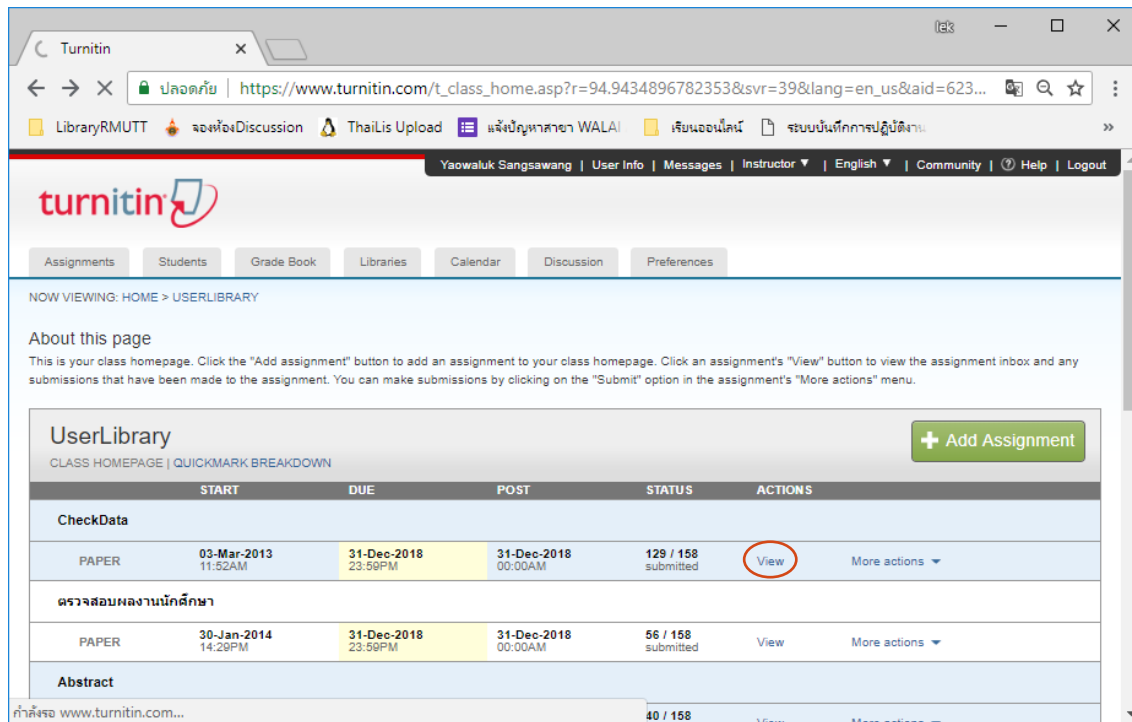 lek
Turnitin
ปลอดภัย | https://www.turnitin.com/t_class_home.asp?r=94.9434896782353&svr=39&lang=en_us&aid=623...
LibraryRMUTT จองห้องDiscussion ThaiLis Upload แจ้งปัญหาสาขา WALAI เรียนออนไลน์ ระบบบันทึกการปฏิบัติงาน »
Yaowaluk Sangsawang | User Info | Messages | Instructor ▼ | English ▼ | Community | ? Help | Logout
turnitin
Assignments Students Grade Book Libraries Calendar Discussion Preferences
NOW VIEWING: HOME > USERLIBRARY
About this page
This is your class homepage. Click the "Add assignment" button to add an assignment to your class homepage. Click an assignment's "View" button to view the assignment inbox and any
submissions that have been made to the assignment. You can make submissions by clicking on the "Submit" option in the assignment's "More actions" menu.
UserLibrary
+ Add Assignment
CLASS HOMEPAGE | QUICKMARK BREAKDOWN
START DUE POST STATUS ACTIONS
CheckData
PAPER 03-Mar-2013 31-Dec-2018 31-Dec-2018 129 / 158 View More actions
11:52AM 23:59PM 00:00AM submitted
ตรวจสอบผลงานนักศึกษา
PAPER 30-Jan-2014 31-Dec-2018 31-Dec-2018 56 / 158 View More actions
14:29PM 23:59PM 00:00AM submitted
Abstract
40 / 158 View More actions
กำลังรอ www.turnitin.com...